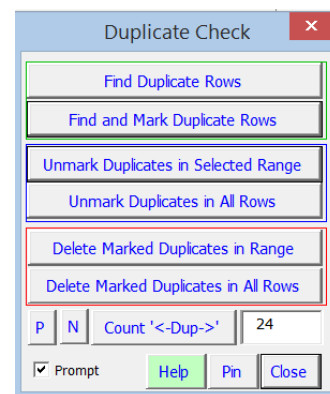 Duplicate Check
Find Duplicate Rows
Find and Mark Duplicate Rows
Unmark Duplicates in Selected Range
Unmark Duplicates in All Rows
Delete Marked Duplicates in Range
Delete Marked Duplicates in All Rows
P N Count '<-Dup->' 24
Prompt Help Pin Close